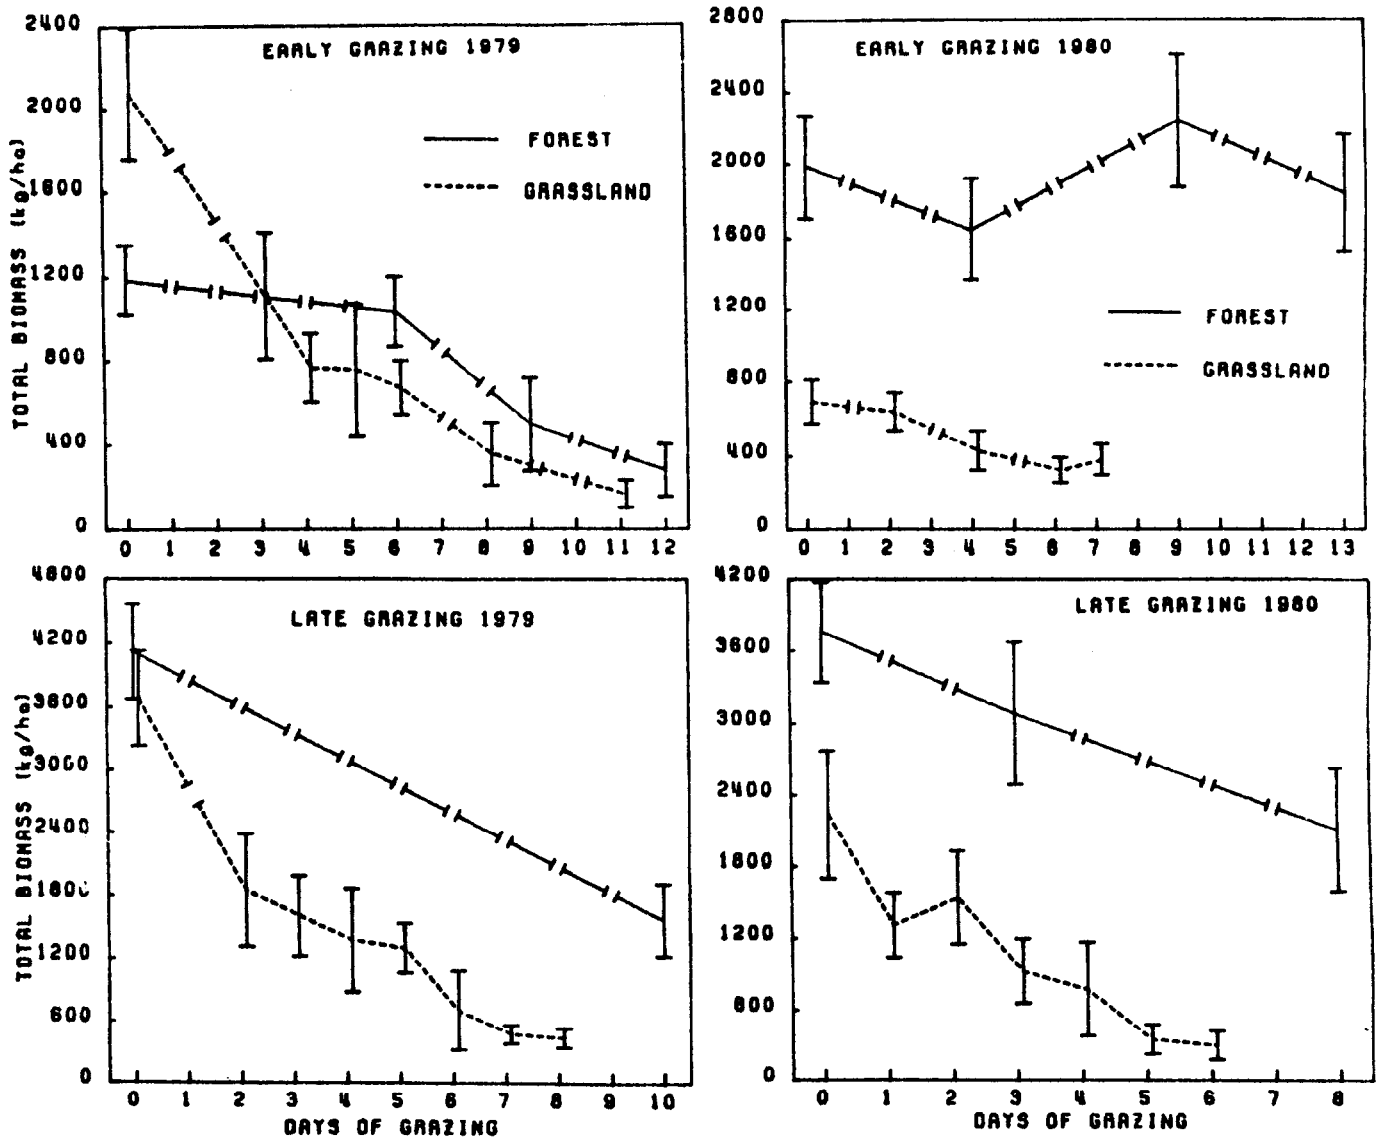 EARLY GRAZING 1979
FOREST
GRASSLAND
TOTAL BIOMASS (kg/ha)
2400
2000
1600
1200
800
400
0
0 1 2 3 4 5 6 7 8 9 10 11 12
EARLY GRAZING 1980
FOREST
GRASSLAND
2800
2400
2000
1600
1200
800
400
0
0 1 2 3 4 5 6 7 8 9 10 11 12 13
LATE GRAZING 1979
TOTAL BIOMASS (kg/ha)
4800
4200
3600
3000
2400
1800
1200
600
0
0 1 2 3 4 5 6 7 8 9 10
DAYS OF GRAZING
LATE GRAZING 1980
4200
3600
3000
2400
1800
1200
600
0
0 1 2 3 4 5 6 7 8
DAYS OF GRAZING